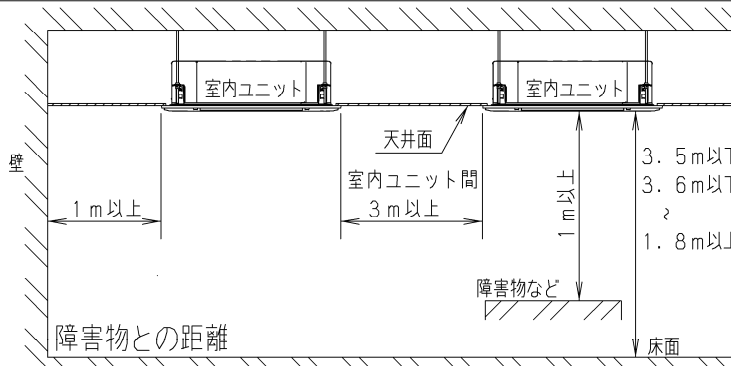 室内ユニット
室内ユニット
天井面
壁
室内ユニット間
1m以上
3m以上
1m以上
3.5m以下
3.6m以下
~
1.8m以上
障害物など
障害物との距離
床面